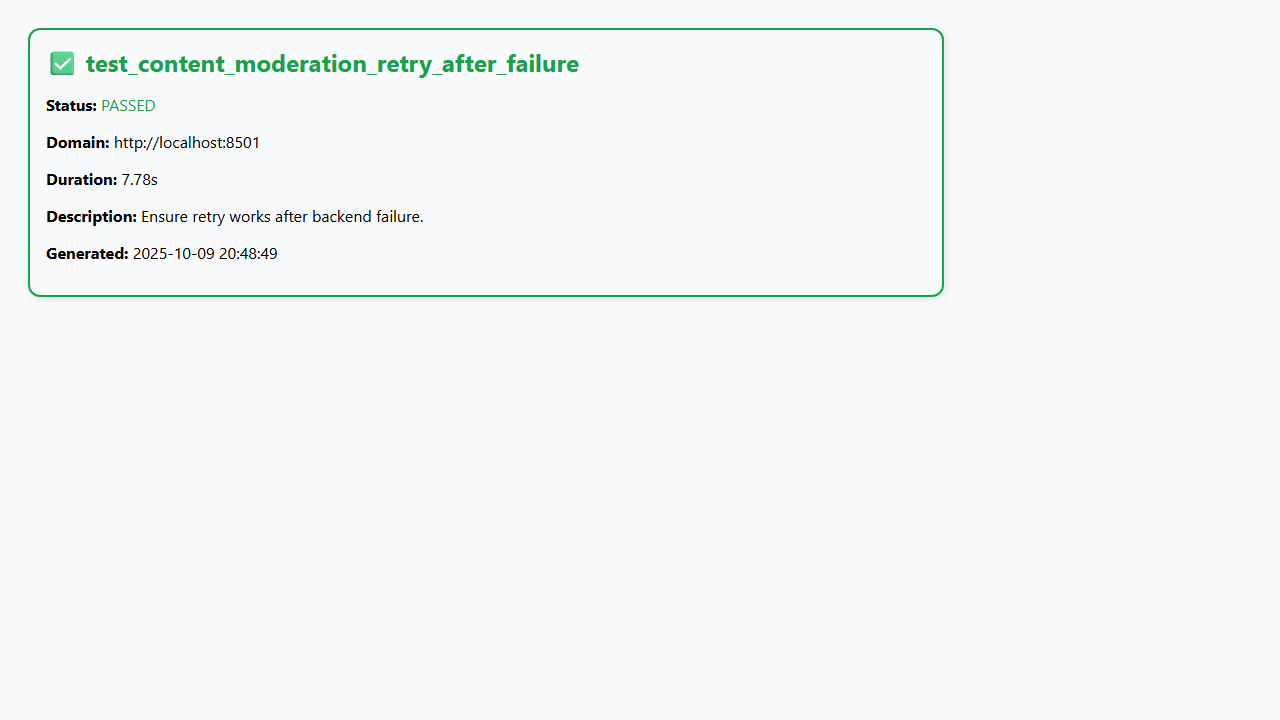 ✅ test_content_moderation_retry_after_failure
Status: PASSED
Domain: http://localhost:8501
Duration: 7.78s
Description: Ensure retry works after backend failure.
Generated: 2025-10-09 20:48:49